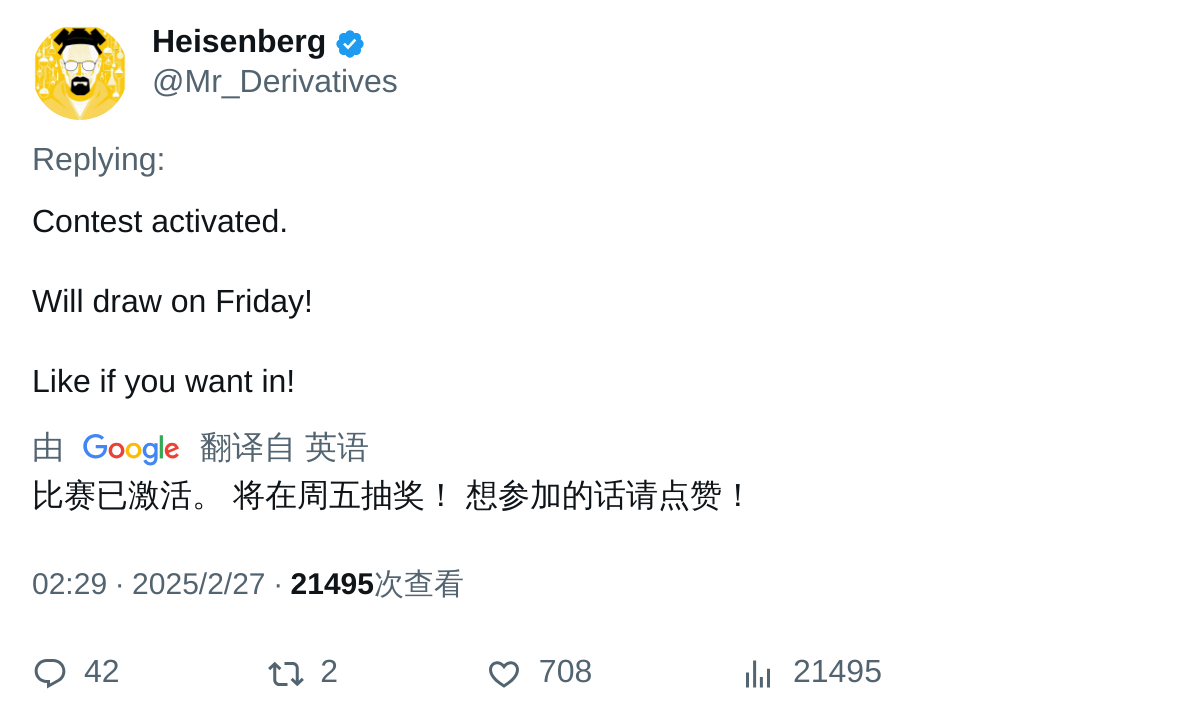 Heisenberg
@Mr_Derivatives
Replying:
Contest activated.
Will draw on Friday!
Like if you want in!
由 Google 翻译自 英语
比赛已激活。 将在周五抽奖！ 想参加的话请点赞！
02:29 · 2025/2/27 · 21495次查看
42 2 708 21495